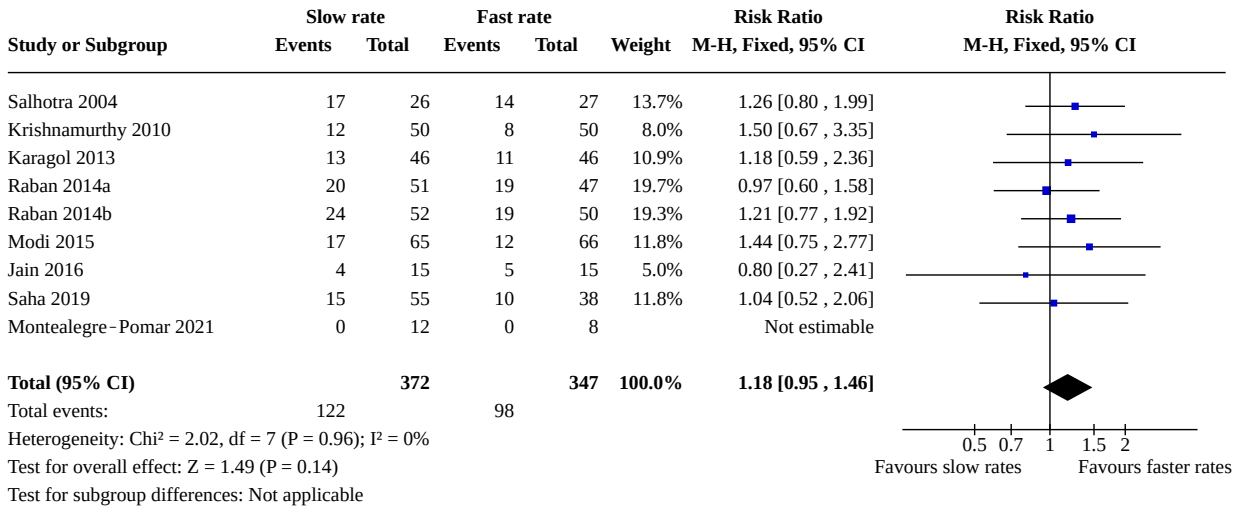 Slow rate Fast rate Risk Ratio Risk Ratio
Study or Subgroup Events Total Events Total Weight M-H, Fixed, 95% CI M-H, Fixed, 95% CI
Salhotra 2004 17 26 14 27 13.7% 1.26 [0.80 , 1.99]
Krishnamurthy 2010 12 50 8 50 8.0% 1.50 [0.67 , 3.35]
Karagol 2013 13 46 11 46 10.9% 1.18 [0.59 , 2.36]
Raban 2014a 20 51 19 47 19.7% 0.97 [0.60 , 1.58]
Raban 2014b 24 52 19 50 19.3% 1.21 [0.77 , 1.92]
Modi 2015 17 65 12 66 11.8% 1.44 [0.75 , 2.77]
Jain 2016 4 15 5 15 5.0% 0.80 [0.27 , 2.41]
Saha 2019 15 55 10 38 11.8% 1.04 [0.52 , 2.06]
Montealegre-Pomar 2021 0 12 0 8 Not estimable
Total (95% CI) 372 347 100.0% 1.18 [0.95 , 1.46]
Total events: 122 98
Heterogeneity: Chi² = 2.02, df = 7 (P = 0.96); I² = 0%
0.5 0.7 1 1.5 2
Test for overall effect: Z = 1.49 (P = 0.14) Favours slow rates Favours faster rates
Test for subgroup differences: Not applicable